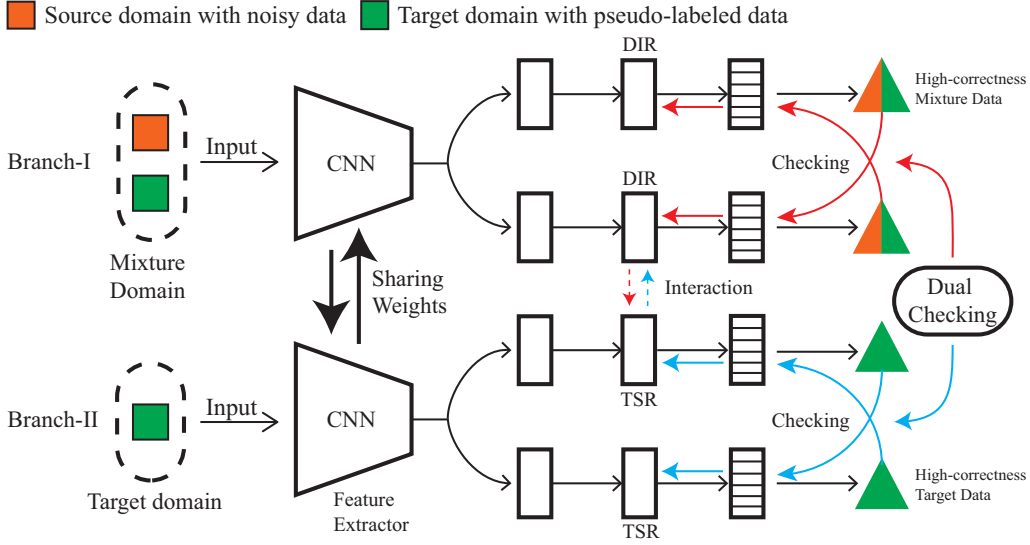 Source domain with noisy data
Target domain with pseudo-labeled data
DIR
High-correctness
Mixture Data
Branch-I
Input
CNN
Checking
DIR
Mixture
Domain
Sharing
Weights
Interaction
Dual
Checking
Branch-II
Input
CNN
TSR
Checking
Target domain
Feature
Extractor
TSR
High-correctness
Target Data